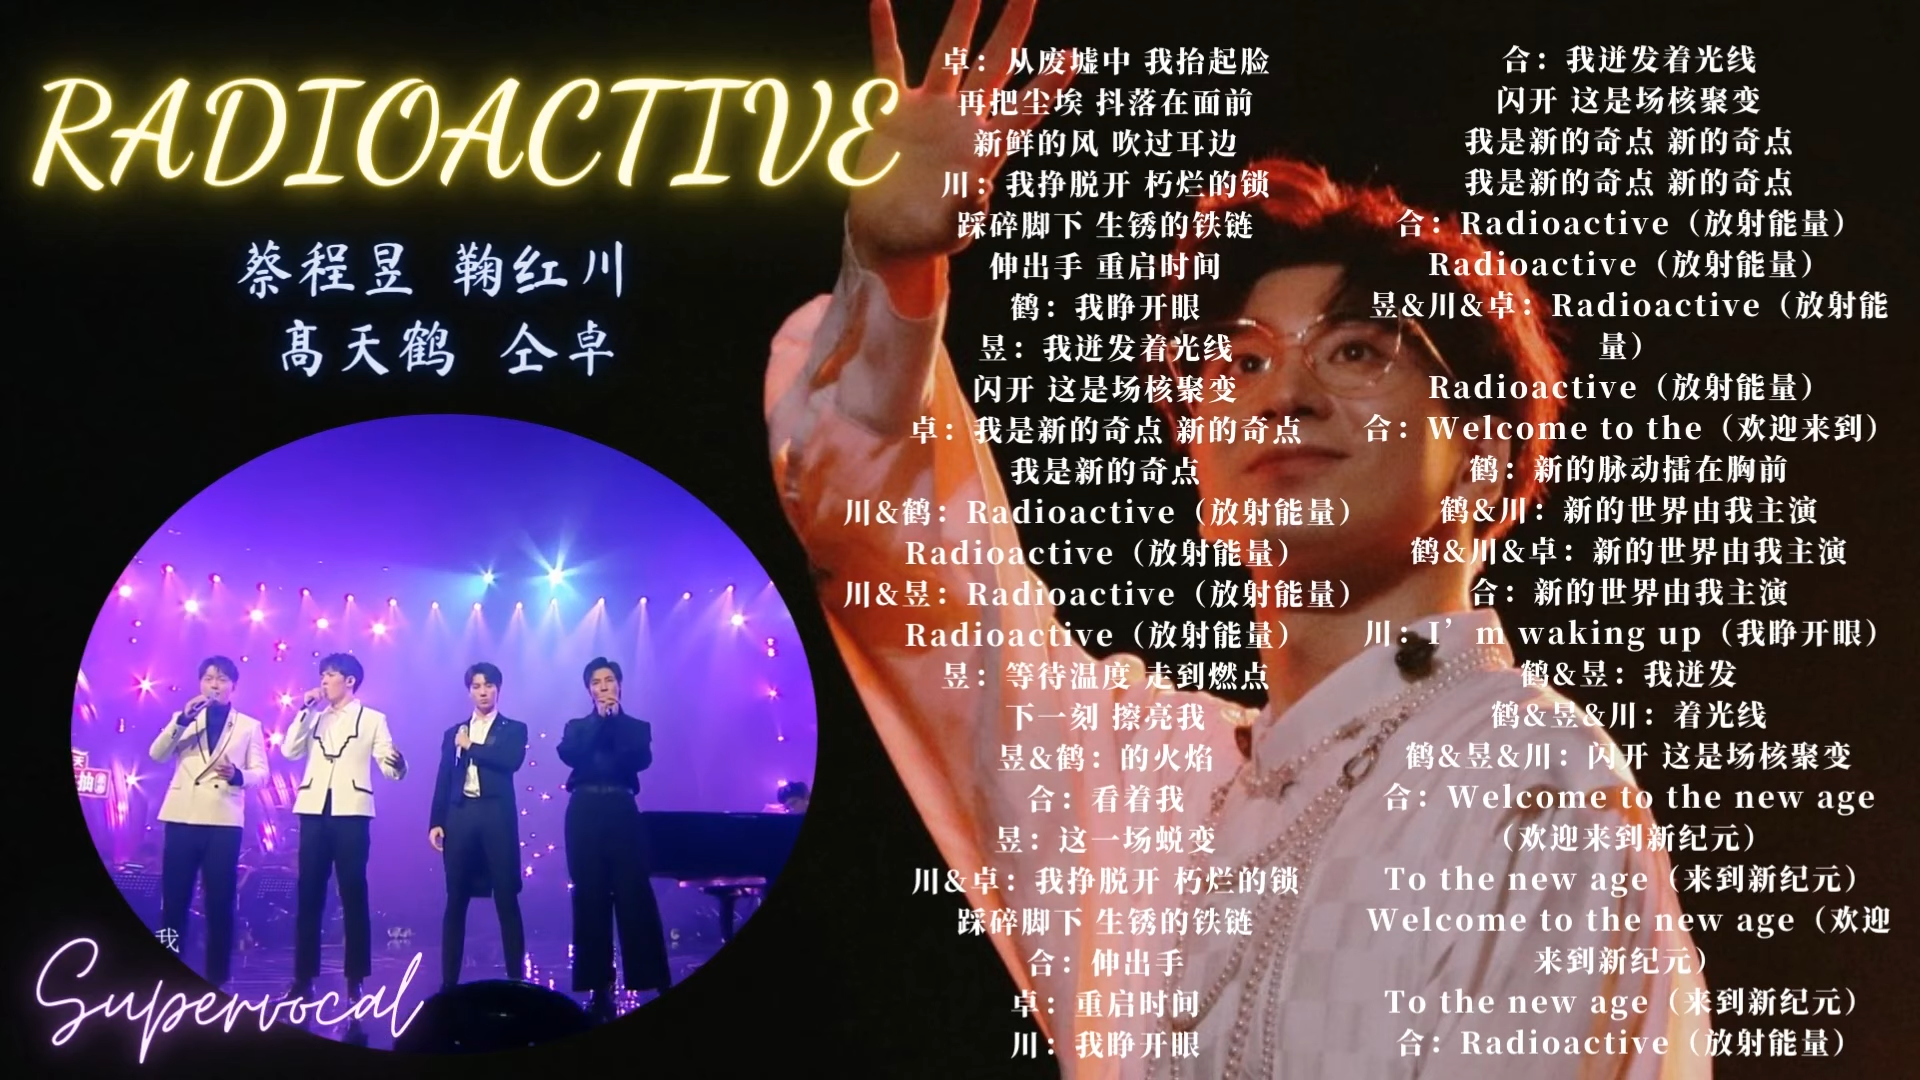 RADIOACTIVE
蔡程昱 鞠红川
高天鹤 仝卓
我
Supervocal
卓：从废墟中 我抬起脸
再把尘埃 抖落在面前
新鲜的风 吹过耳边
川：我挣脱开 朽烂的锁
踩碎脚下 生锈的铁链
伸出手 重启时间
鹤：我睁开眼
昱：我迸发着光线
闪开 这是场核聚变
卓：我是新的奇点 新的奇点
我是新的奇点
川&鹤：Radioactive（放射能量）
Radioactive（放射能量）
川&昱：Radioactive（放射能量）
Radioactive（放射能量）
昱：等待温度 走到燃点
下一刻 擦亮我
昱&鹤：的火焰
合：看着我
昱：这一场蜕变
川&卓：我挣脱开 朽烂的锁
踩碎脚下 生锈的铁链
合：伸出手
卓：重启时间
川：我睁开眼
合：我迸发着光线
闪开 这是场核聚变
我是新的奇点 新的奇点
我是新的奇点 新的奇点
合：Radioactive（放射能量）
Radioactive（放射能量）
昱&川&卓：Radioactive（放射能
量）
Radioactive（放射能量）
合：Welcome to the（欢迎来到）
鹤：新的脉动擂在胸前
鹤&川：新的世界由我主演
鹤&川&卓：新的世界由我主演
合：新的世界由我主演
川：I’m waking up（我睁开眼）
鹤&昱：我迸发
鹤&昱&川：着光线
鹤&昱&川：闪开 这是场核聚变
合：Welcome to the new age
（欢迎来到新纪元）
To the new age（来到新纪元）
Welcome to the new age（欢迎
来到新纪元）
To the new age（来到新纪元）
合：Radioactive（放射能量）